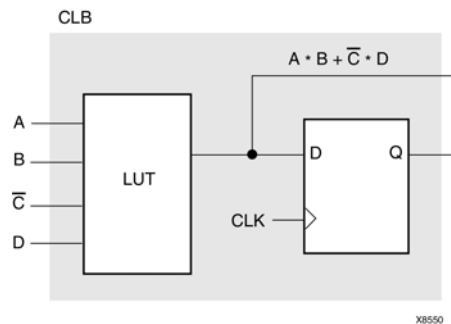 CLB
A * B + C̅ * D
A
B
C̅
D
LUT
D Q
CLK
X8550